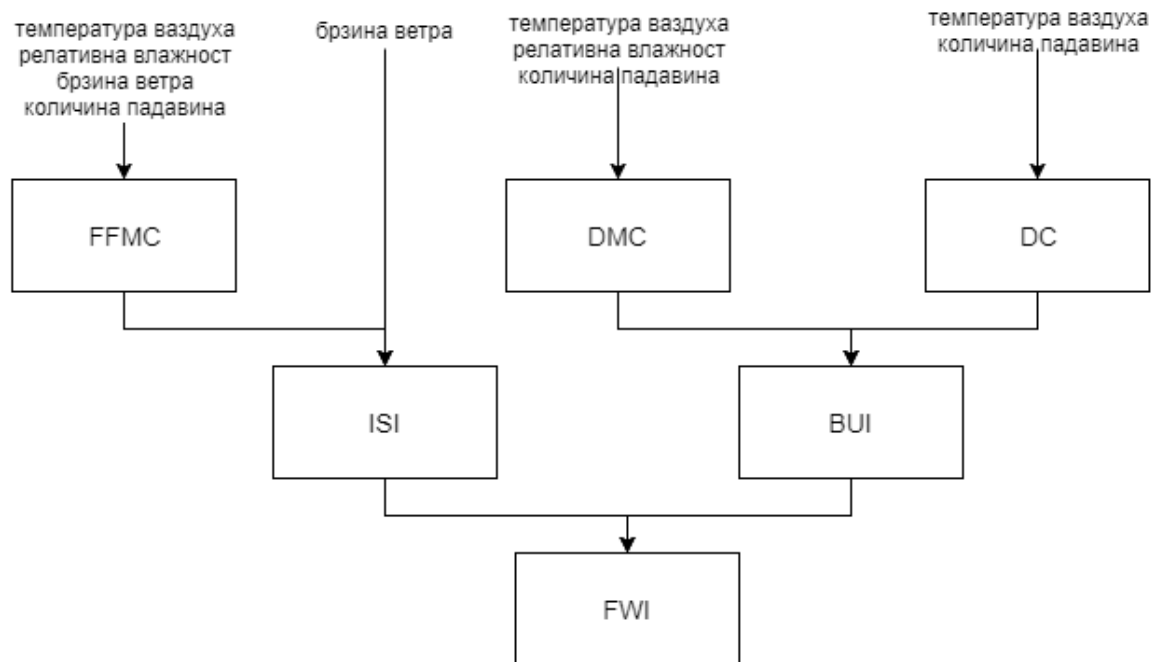 температура ваздуха
релативна влажност
брзина ветра
количина падавина
брзина ветра
температура ваздуха
релативна влажност
количина падавина
температура ваздуха
количина падавина
FFMC
DMC
DC
ISI
BUI
FWI